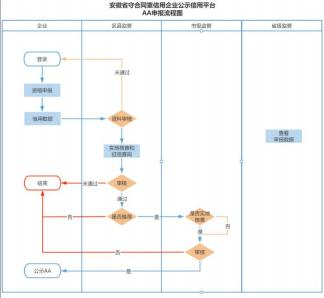 安徽省守合同重信用企业公示信用平台
AA申报流程图
企业
区县监管
市级监管
省级监管
登录
未通过
资格申报
信用数据
资料审核
实地核查和
征信查询
查看
审核数据
结束
未通过
审核
通过
否
是否推荐
是
是否实地
核查
否
是
否
审核
公示AA
是